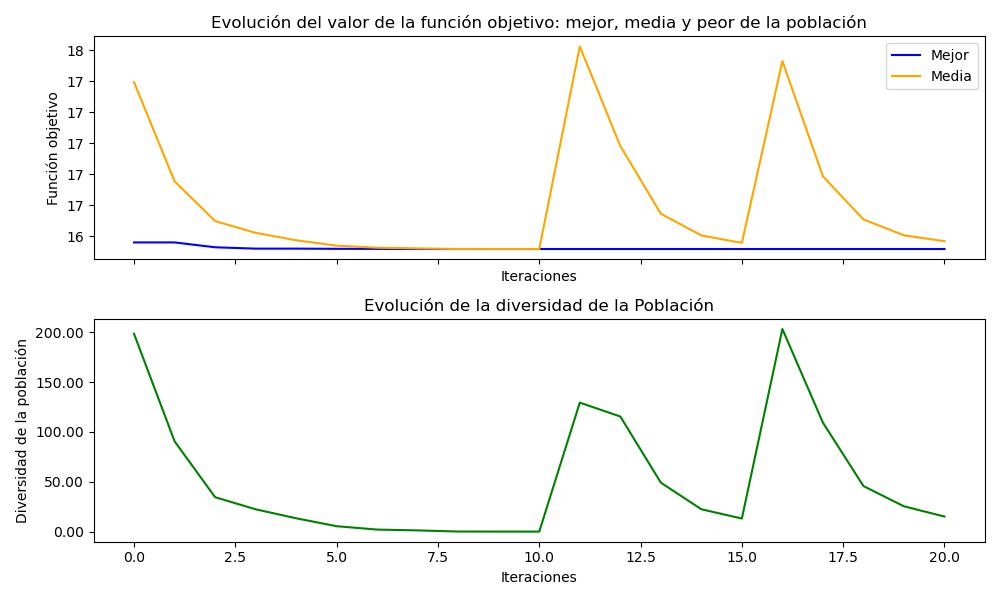 Evolución del valor de la función objetivo: mejor, media y peor de la población
Función objetivo
18
17
17
17
17
17
16
Mejor
Media
Iteraciones
Evolución de la diversidad de la Población
Diversidad de la población
200.00
150.00
100.00
50.00
0.00
0.0 2.5 5.0 7.5 10.0 12.5 15.0 17.5 20.0
Iteraciones